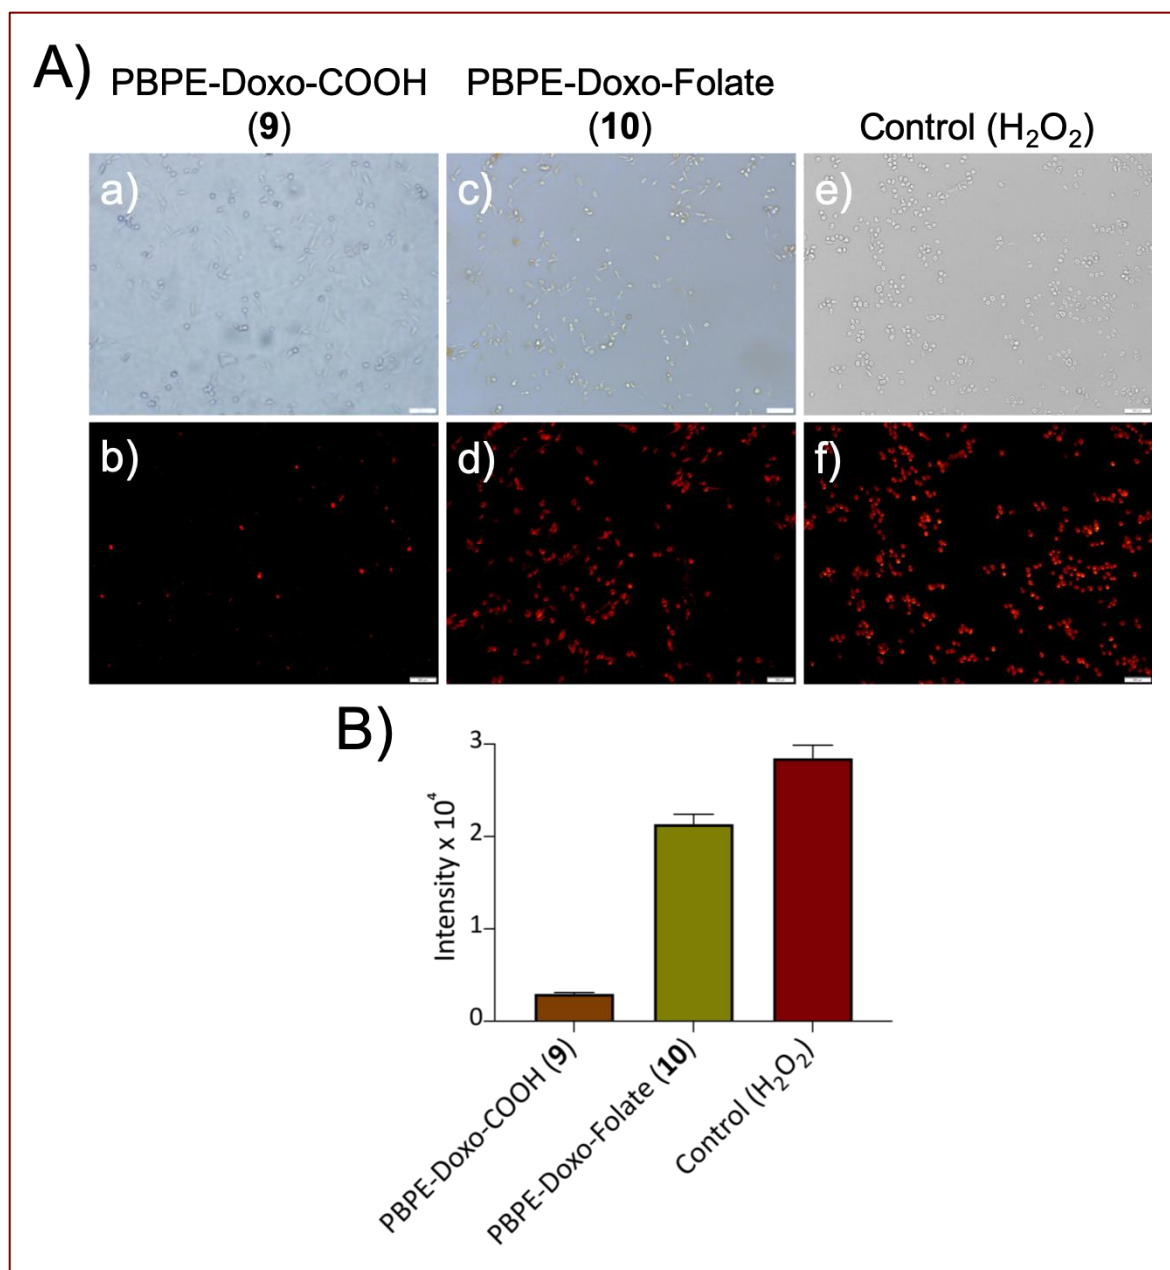 A)
PBPE-Doxo-COOH
(9)
PBPE-Doxo-Folate
(10)
Control (H₂O₂)
a)
c)
e)
b)
d)
f)
B)
Intensity x 10⁴
3
2
1
0
PBPE-Doxo-COOH (9)
PBPE-Doxo-Folate (10)
Control (H₂O₂)